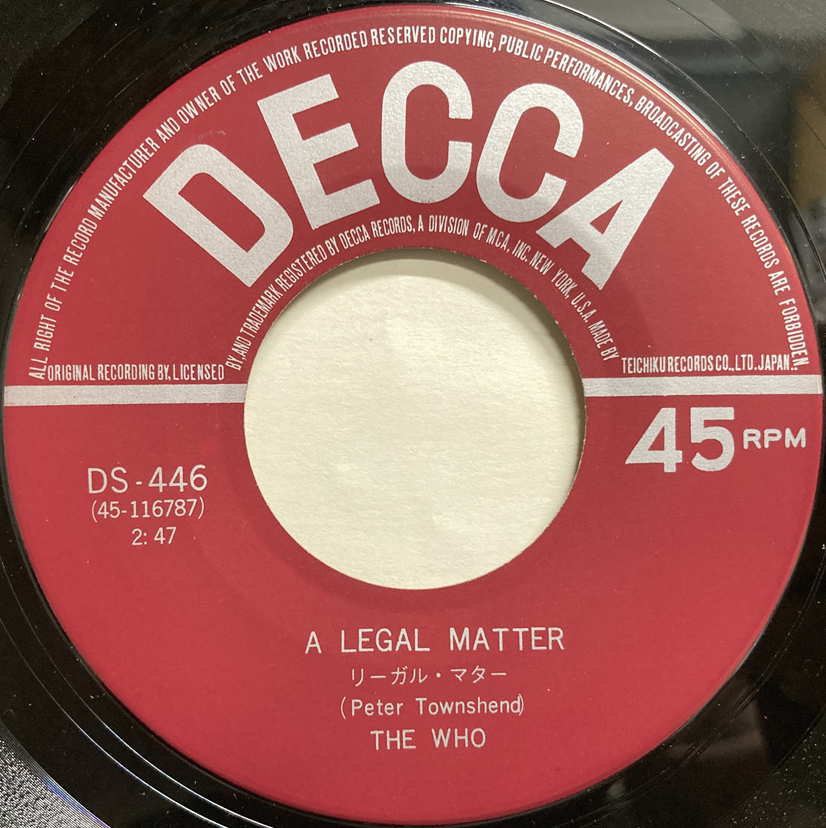 ALL RIGHT OF THE RECORD MANUFACTURER AND OWNER OF THE WORK RECORDED RESERVED COPYING, PUBLIC PERFORMANCES, BROADCASTING OF THESE RECORDS ARE FORBIDDEN
DECCA
ORIGINAL RECORDING BY, LICENSED
BY, AND TRADEMARK REGISTERED BY DECCA RECORDS, A DIVISION OF MCA, INC. NEW YORK, U.S.A. MADE BY
TEICHIKU RECORDS CO., LTD. JAPAN.
45 RPM
DS-446
(45-116787)
2:47
A LEGAL MATTER
リーガル・マター
(Peter Townshend)
THE WHO